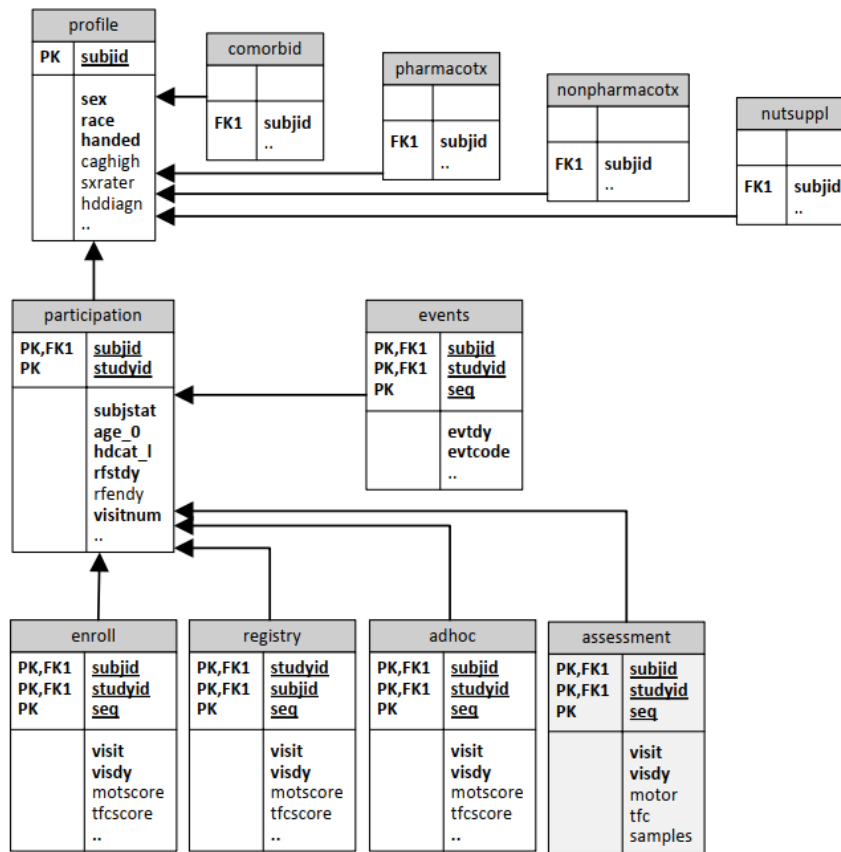 profile
PK subjid
sex
race
handed
caghigh
sxrater
hddiagn
..
comorbid
FK1 subjid
..
pharmacotx
FK1 subjid
..
nonpharmacotx
FK1 subjid
..
nutsuppl
FK1 subjid
..
participation
PK,FK1 subjid
PK studyid
subjstat
age_0
hdcat_l
rfstdy
rfendy
visitnum
..
events
PK,FK1 subjid
PK,FK1 studyid
PK seq
evtdy
evtcode
..
enroll
PK,FK1 subjid
PK,FK1 studyid
PK seq
visit
visdy
motscore
tfcscore
..
registry
PK,FK1 studyid
PK,FK1 subjid
PK seq
visit
visdy
motscore
tfcscore
..
adhoc
PK,FK1 subjid
PK,FK1 studyid
PK seq
visit
visdy
motscore
tfcscore
..
assessment
PK,FK1 subjid
PK,FK1 studyid
PK seq
visit
visdy
motor
tfc
samples